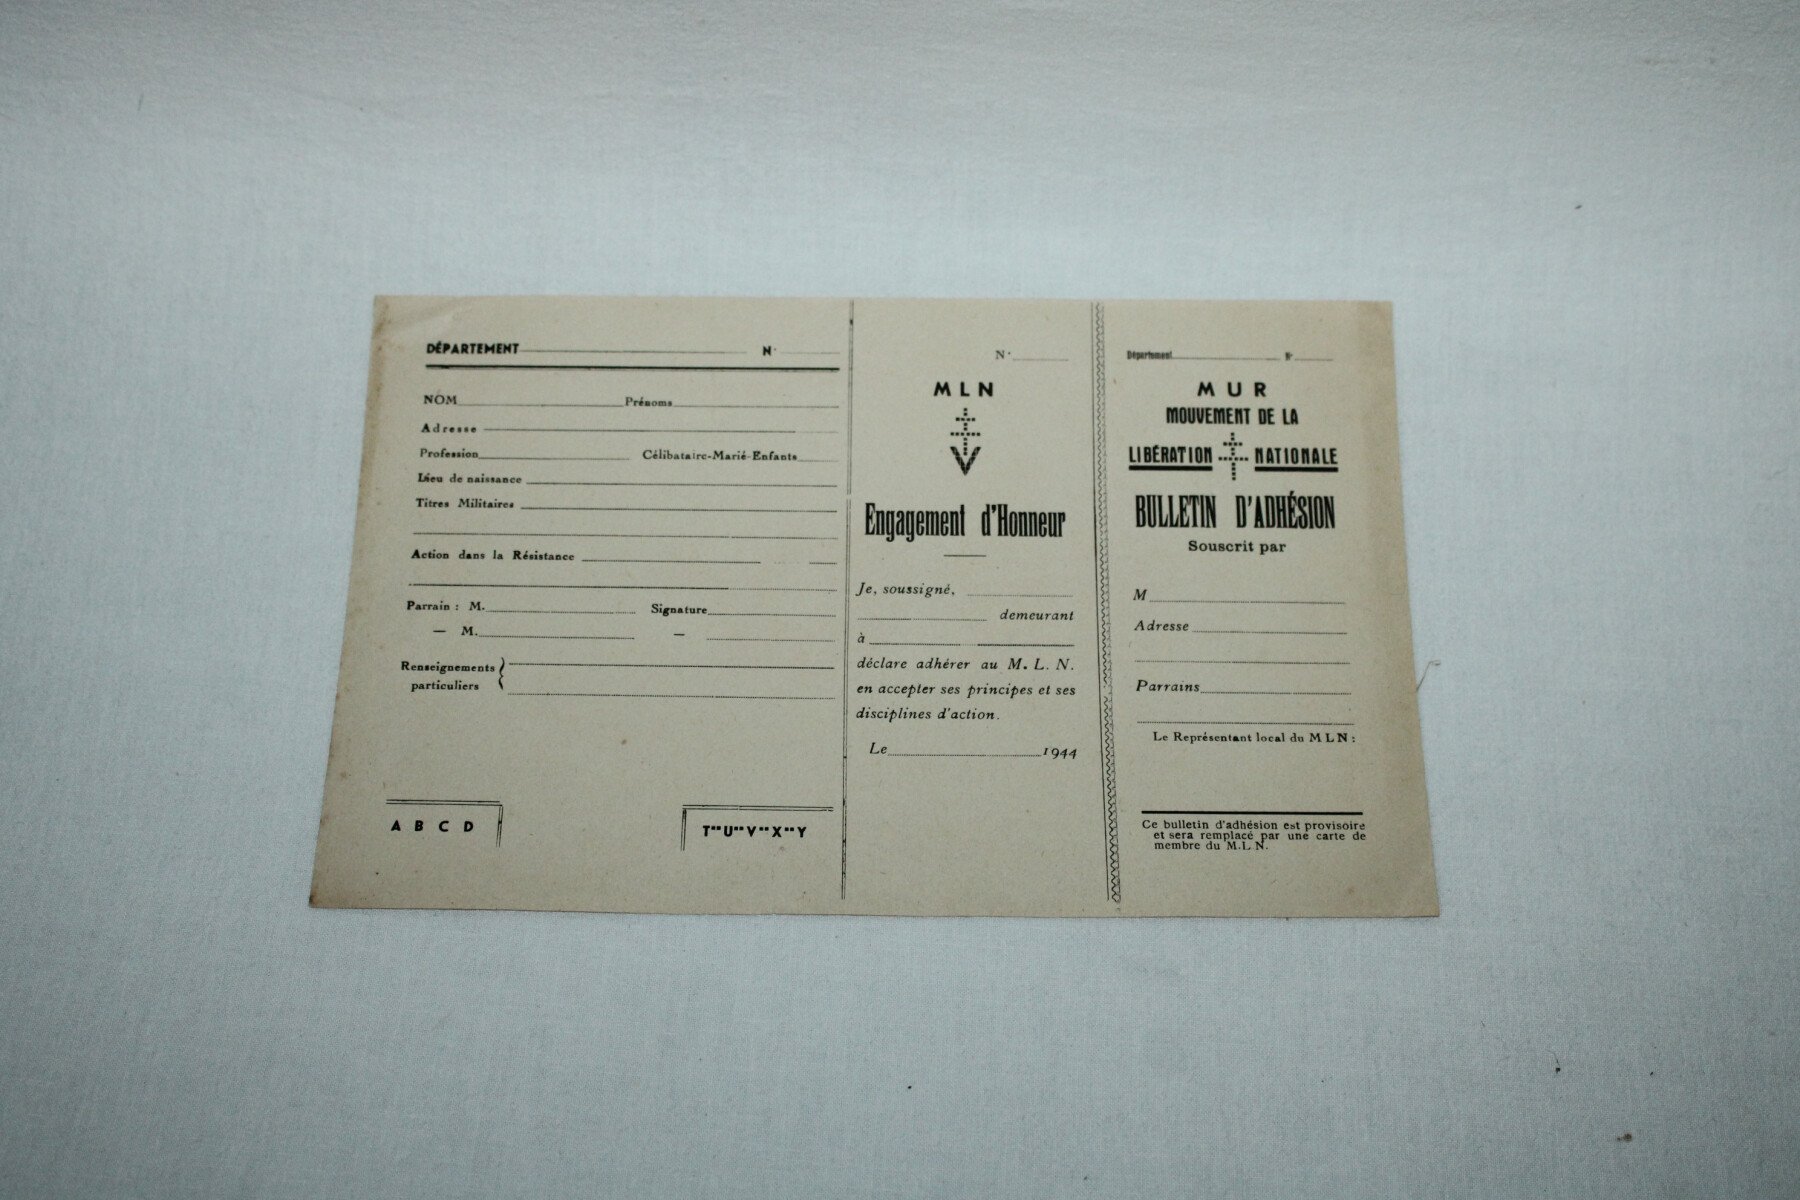 DÉPARTEMENT N°
NOM Prénoms
Adresse
Profession Célibataire-Marié-Enfants
Lieu de naissance
Titres Militaires
Action dans la Résistance
Parrain : M. Signature
— M. —
Renseignements
particuliers
A B C D
T" U" V" X" Y
N°
MLN
Engagement d'Honneur
Je, soussigné,
demeurant
à
déclare adhérer au M. L. N.
en accepter ses principes et ses
disciplines d'action.
Le 1944
Département N°
MUR
MOUVEMENT DE LA
LIBÉRATION NATIONALE
BULLETIN D'ADHÉSION
Souscrit par
M
Adresse
Parrains
Le Représentant local du MLN :
Ce bulletin d'adhésion est provisoire
et sera remplacé par une carte de
membre du M.L N.